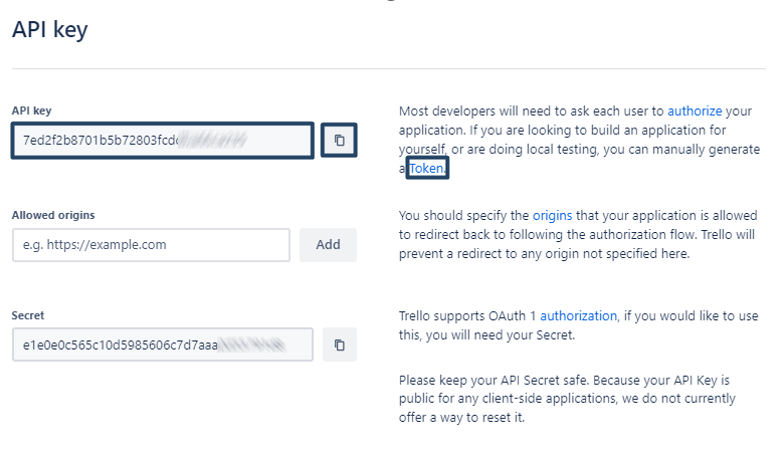 API key
API key
7ed2f2b8701b5b72803fcd
Most developers will need to ask each user to authorize your
application. If you are looking to build an application for
yourself, or are doing local testing, you can manually generate
a Token.
Allowed origins
e.g. https://example.com
Add
You should specify the origins that your application is allowed
to redirect back to following the authorization flow. Trello will
prevent a redirect to any origin not specified here.
Secret
e1e0e0c565c10d5985606c7d7aaa
Trello supports OAuth 1 authorization, if you would like to use
this, you will need your Secret.
Please keep your API Secret safe. Because your API Key is
public for any client-side applications, we do not currently
offer a way to reset it.